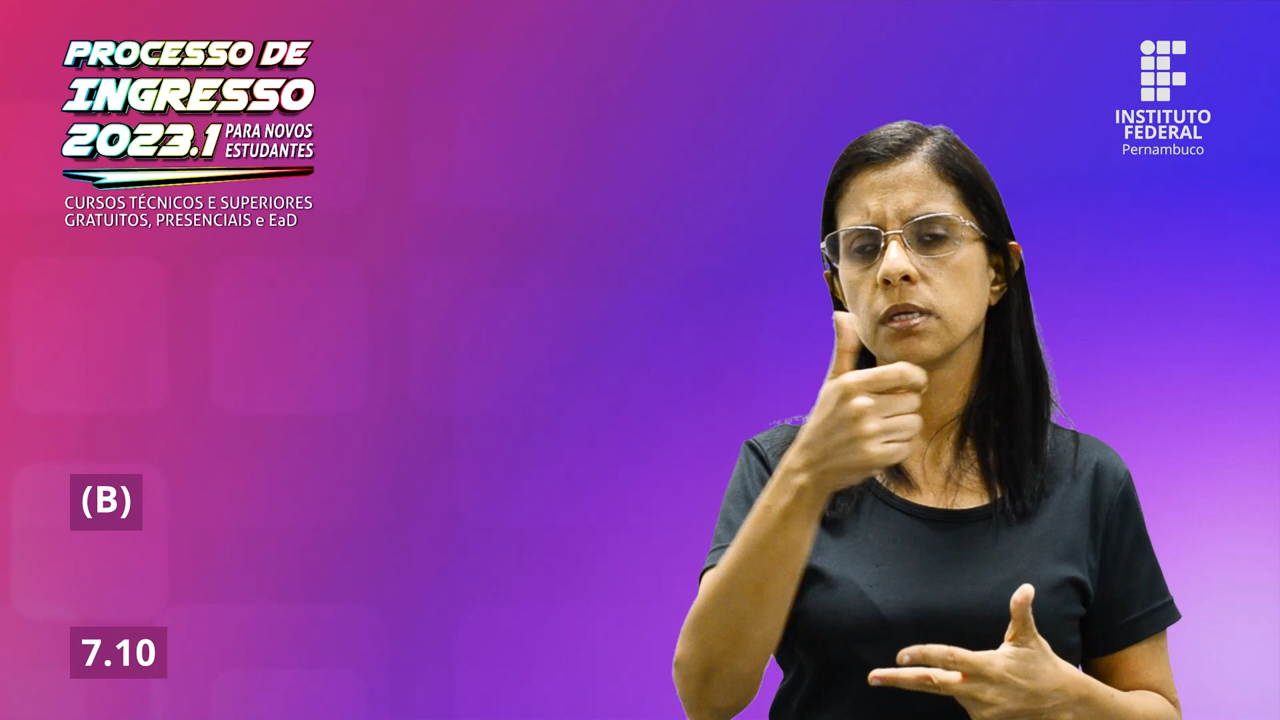 PROCESSO DE
INGRESSO
2023.1 PARA NOVOS
ESTUDANTES
CURSOS TÉCNICOS E SUPERIORES
GRATUITOS, PRESENCIAIS e EaD
INSTITUTO
FEDERAL
Pernambuco
(B)
7.10